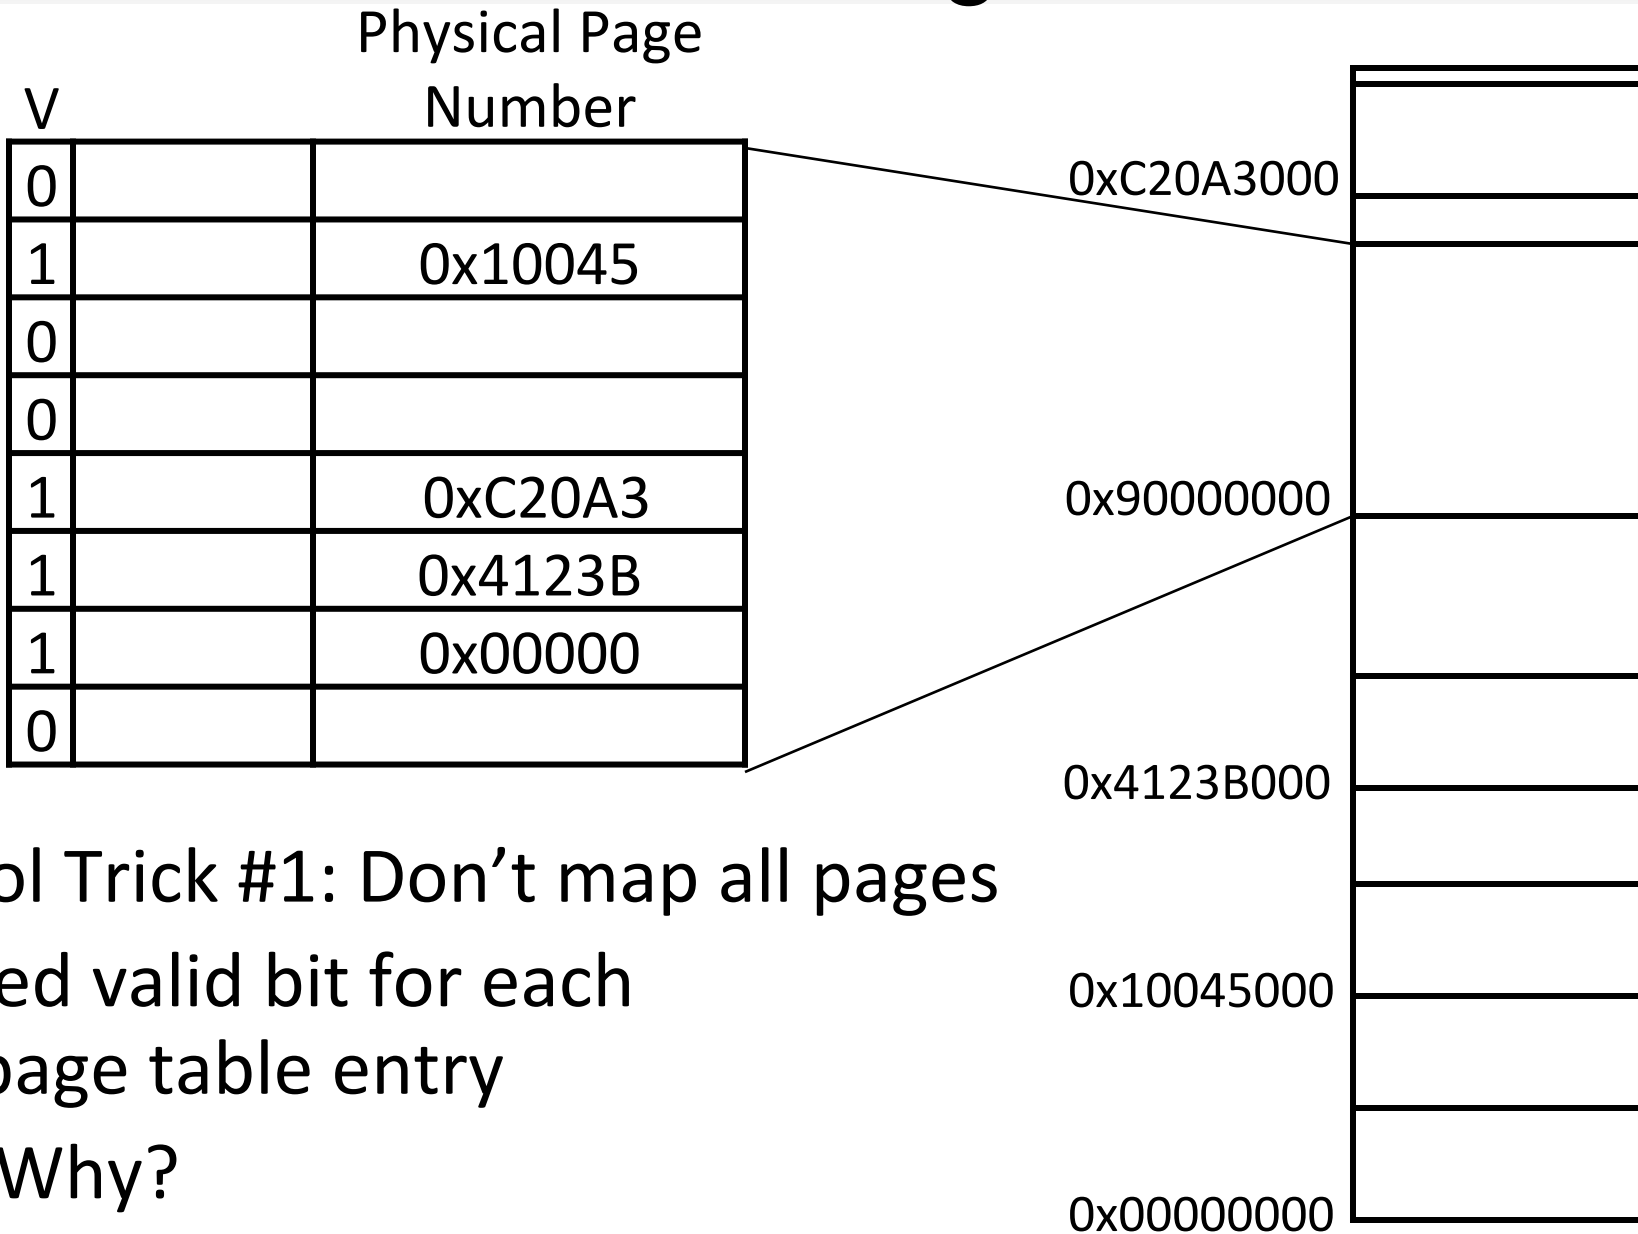 Physical Page
Number
V
0
1 0x10045
0
0
1 0xC20A3
1 0x4123B
1 0x00000
0
0xC20A3000
0x90000000
0x4123B000
0x10045000
0x00000000
ol Trick #1: Don’t map all pages
ed valid bit for each
page table entry
Why?